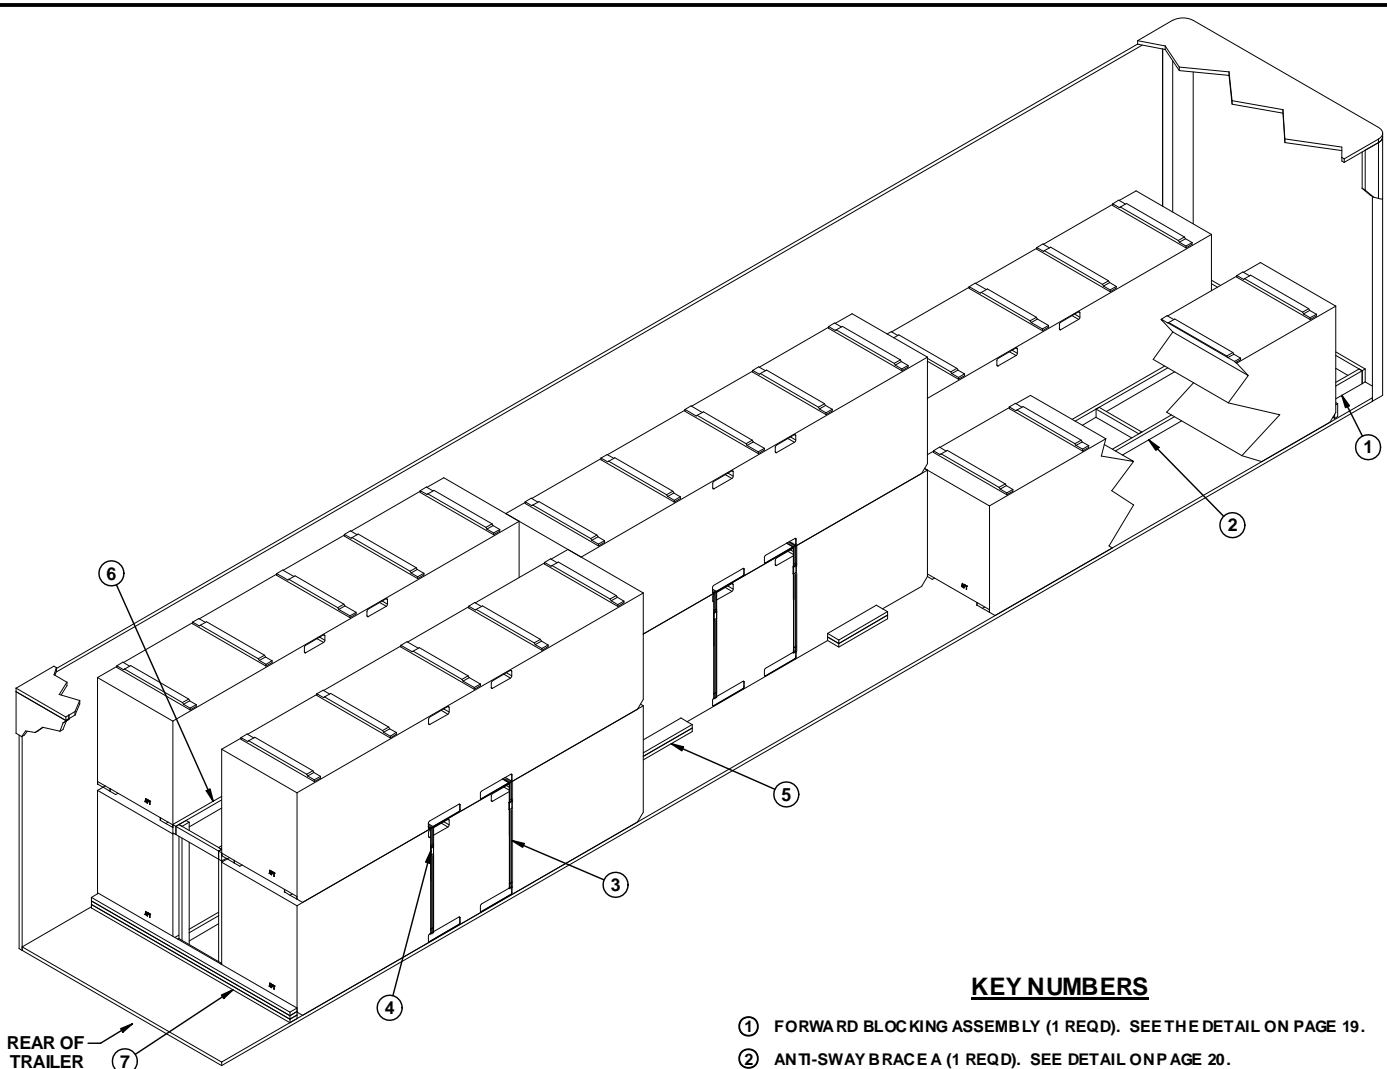 6
1
2
5
3
4
REAR OF
TRAILER
7
KEY NUMBERS
1 FORWARD BLOCKING ASSEMBLY (1 REQD). SEE THE DETAIL ON PAGE 19.
2 ANTI-SWAY BRACE A (1 REQD). SEE DETAIL ON PAGE 20.